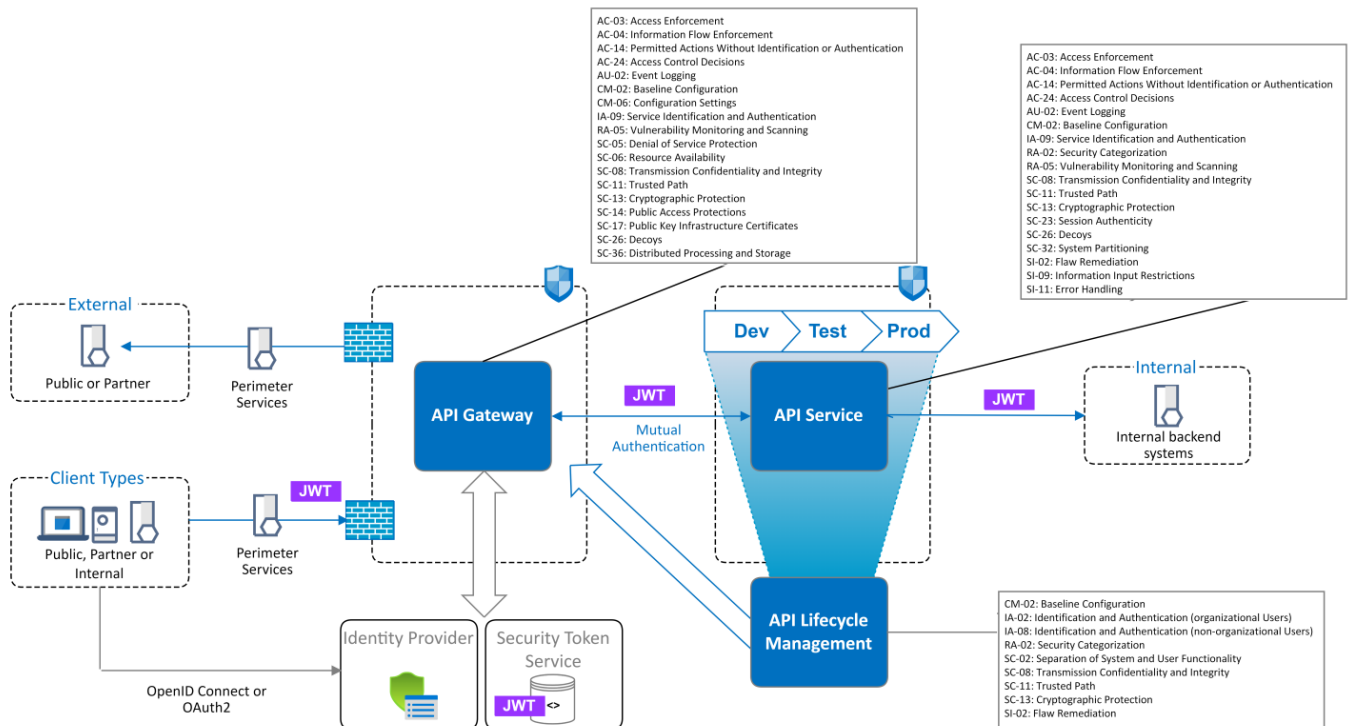 AC-03: Access Enforcement
AC-04: Information Flow Enforcement
AC-14: Permitted Actions Without Identification or Authentication
AC-24: Access Control Decisions
AU-02: Event Logging
CM-02: Baseline Configuration
CM-06: Configuration Settings
IA-09: Service Identification and Authentication
RA-05: Vulnerability Monitoring and Scanning
SC-05: Denial of Service Protection
SC-06: Resource Availability
SC-08: Transmission Confidentiality and Integrity
SC-11: Trusted Path
SC-13: Cryptographic Protection
SC-14: Public Access Protections
SC-17: Public Key Infrastructure Certificates
SC-26: Decoys
SC-36: Distributed Processing and Storage
AC-03: Access Enforcement
AC-04: Information Flow Enforcement
AC-14: Permitted Actions Without Identification or Authentication
AC-24: Access Control Decisions
AU-02: Event Logging
CM-02: Baseline Configuration
IA-09: Service Identification and Authentication
RA-02: Security Categorization
RA-05: Vulnerability Monitoring and Scanning
SC-08: Transmission Confidentiality and Integrity
SC-11: Trusted Path
SC-13: Cryptographic Protection
SC-23: Session Authenticity
SC-26: Decoys
SC-32: System Partitioning
SI-02: Flaw Remediation
SI-09: Information Input Restrictions
SI-11: Error Handling
External
Public or Partner
Perimeter
Services
Dev
Test
Prod
API Gateway
JWT
Mutual
Authentication
API Service
JWT
Internal
Internal backend
systems
Client Types
Public, Partner or
Internal
JWT
Perimeter
Services
OpenID Connect or
OAuth2
Identity Provider
Security Token
Service
JWT
<>
API Lifecycle
Management
CM-02: Baseline Configuration
IA-02: Identification and Authentication (organizational Users)
IA-08: Identification and Authentication (non-organizational Users)
RA-02: Security Categorization
SC-02: Separation of System and User Functionality
SC-08: Transmission Confidentiality and Integrity
SC-11: Trusted Path
SC-13: Cryptographic Protection
SI-02: Flaw Remediation